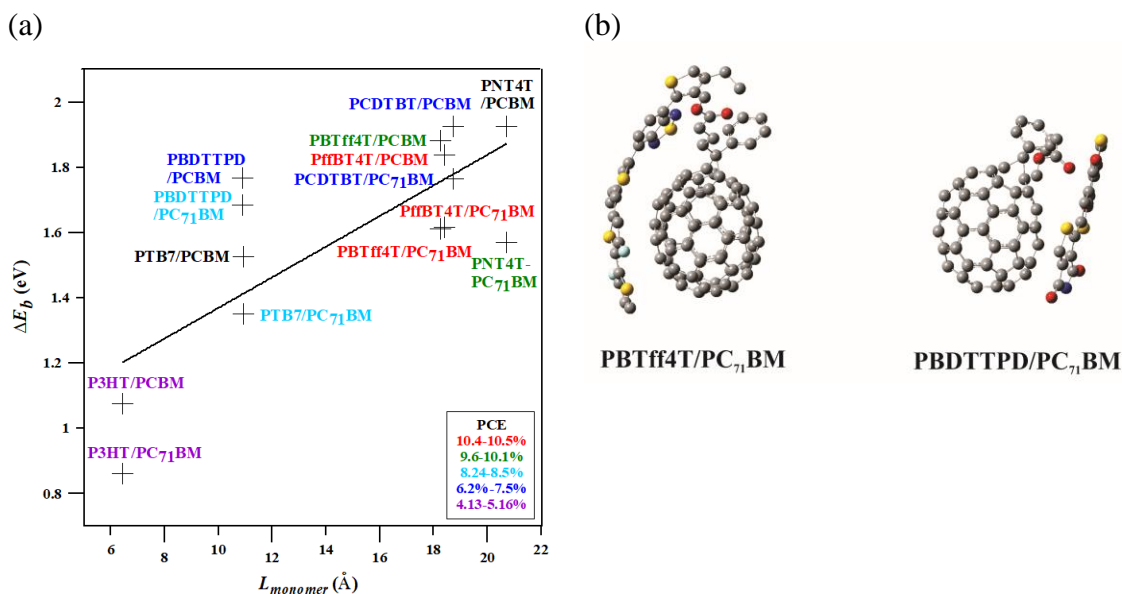 (a)
(b)
2
1.8
1.6
1.4
1.2
1
0.8
ΔE_b (eV)
PNT4T
/PCBM
PCDTBT/PCBM
PBTff4T/PCBM
PffBT4T/PCBM
PCDTBT/PC71BM
PBDTTPD
/PCBM
PBDTTPD
/PC71BM
PffBT4T/PC71BM
PTB7/PCBM
PBTff4T/PC71BM
PNT4T-
PC71BM
PTB7/PC71BM
P3HT/PCBM
P3HT/PC71BM
PCE
10.4-10.5%
9.6-10.1%
8.24-8.5%
6.2%-7.5%
4.13-5.16%
6 8 10 12 14 16 18 20 22
L_monomer (Å)
PBTff4T/PC71BM
PBDTTPD/PC71BM